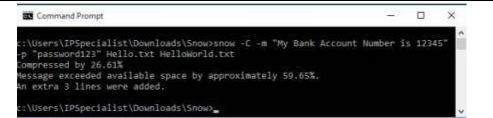 Command Prompt
c:\Users\IPSpecialist\Downloads\Snow>snow -C -m "My Bank Account Number is 12345"
-p "password123" Hello.txt HelloWorld.txt
Compressed by 26.61%
Message exceeded available space by approximately 59.65%.
An extra 3 lines were added.
c:\Users\IPSpecialist\Downloads\Snow>_